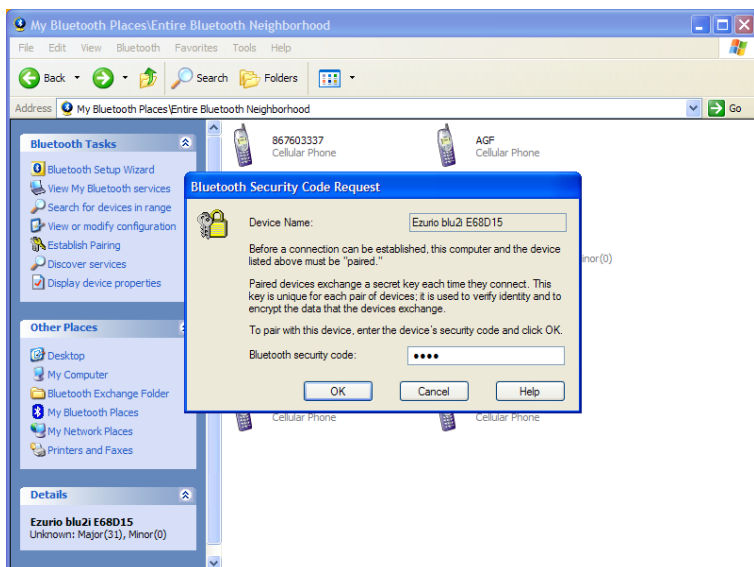 My Bluetooth Places\Entire Bluetooth Neighborhood
File Edit View Bluetooth Favorites Tools Help
Back Search Folders
Address My Bluetooth Places\Entire Bluetooth Neighborhood Go
Bluetooth Tasks
Bluetooth Setup Wizard
View My Bluetooth services
Search for devices in range
View or modify configuration
Establish Pairing
Discover services
Display device properties
Other Places
Desktop
My Computer
Bluetooth Exchange Folder
My Bluetooth Places
My Network Places
Printers and Faxes
Details
Ezurio blu2i E68D15
Unknown: Major(31), Minor(0)
867603337
Cellular Phone
AGF
Cellular Phone
inor(0)
Bluetooth Security Code Request
Device Name: Ezurio blu2i E68D15
Before a connection can be established, this computer and the device
listed above must be "paired."
Paired devices exchange a secret key each time they connect. This
key is unique for each pair of devices; it is used to verify identity and to
encrypt the data that the devices exchange.
To pair with this device, enter the device's security code and click OK.
Bluetooth security code: ••••
OK Cancel Help
Cellular Phone Cellular Phone